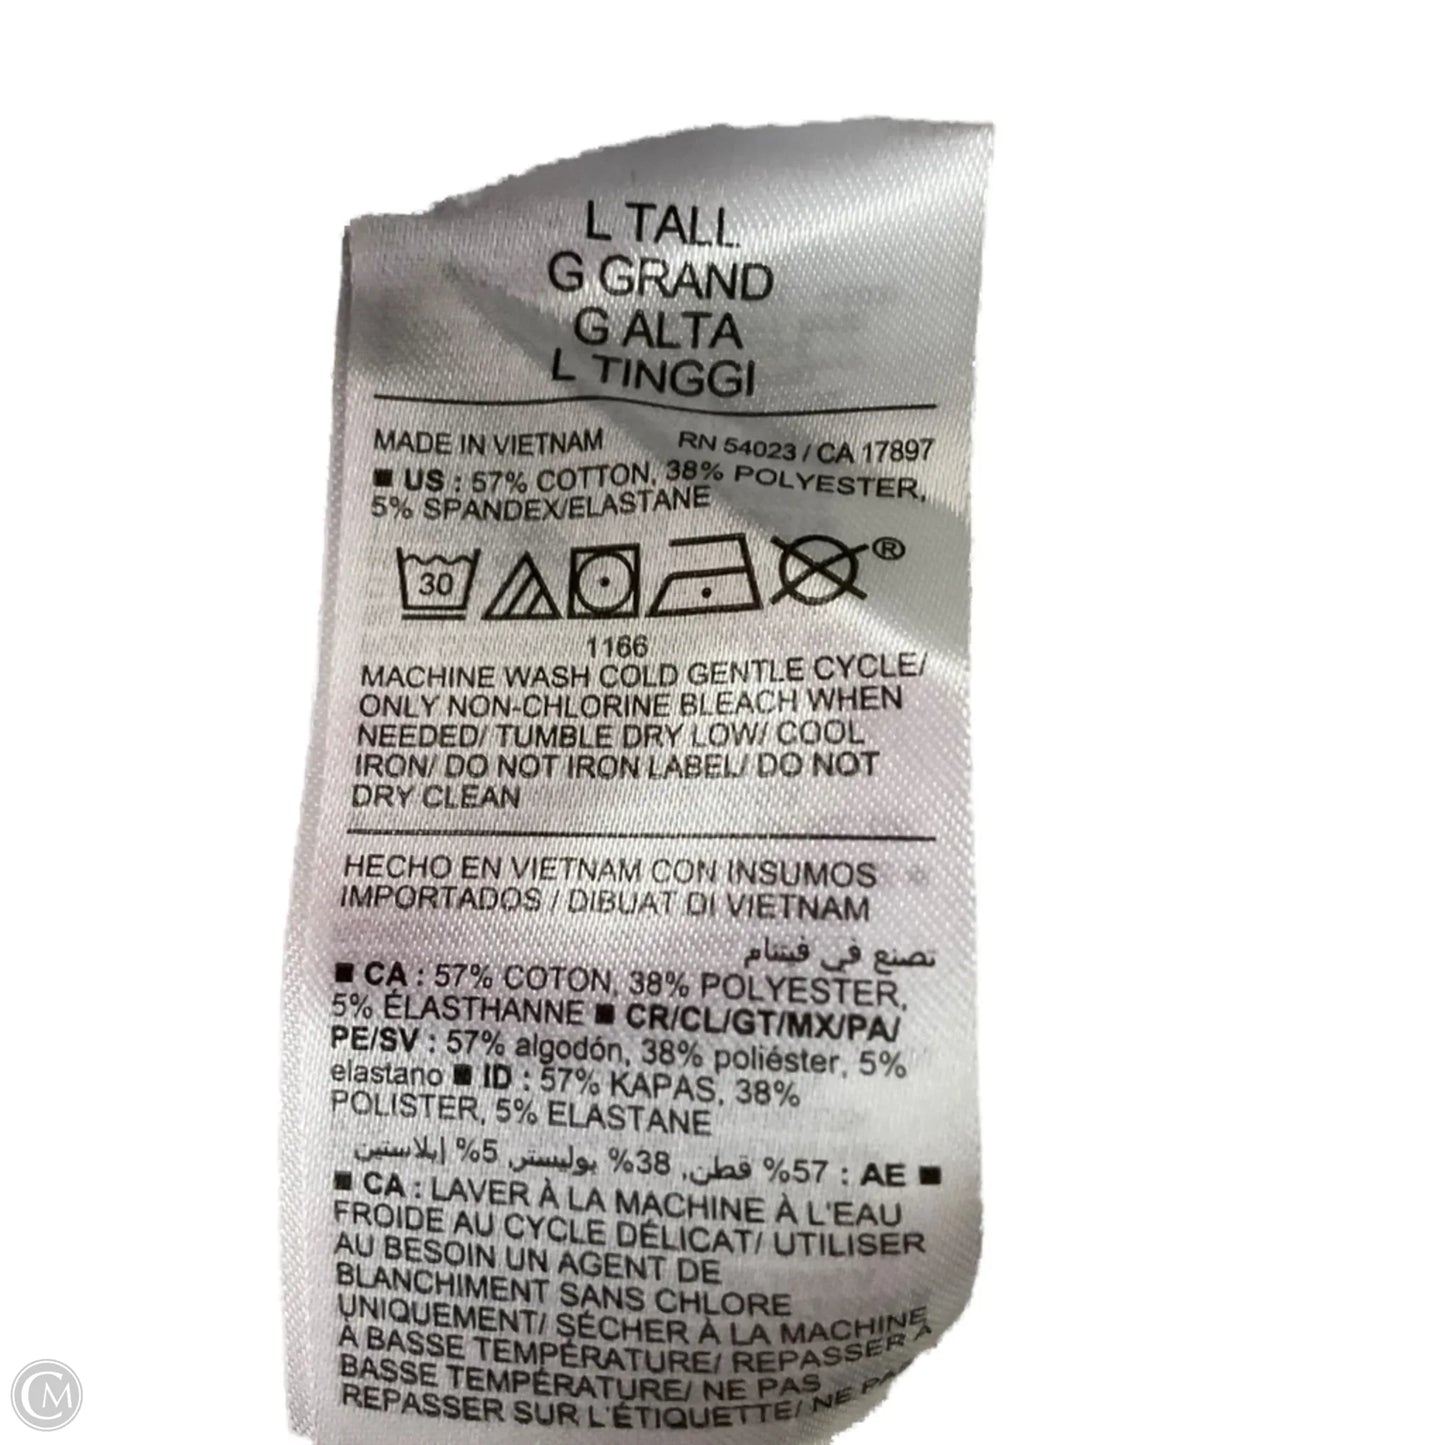 L TALL
G GRAND
G ALTA
L TINGGI
MADE IN VIETNAM RN 54023 / CA 17897
■ US : 57% COTTON, 38% POLYESTER,
5% SPANDEX/ELASTANE
30 ®
1166
MACHINE WASH COLD GENTLE CYCLE/
ONLY NON-CHLORINE BLEACH WHEN
NEEDED/ TUMBLE DRY LOW/ COOL
IRON/ DO NOT IRON LABEL/ DO NOT
DRY CLEAN
HECHO EN VIETNAM CON INSUMOS
IMPORTADOS / DIBUAT DI VIETNAM
تصنع في فيتنام
■ CA : 57% COTON, 38% POLYESTER,
5% ÉLASTHANNE ■ CR/CL/GT/MX/PA/
PE/SV : 57% algodón, 38% poliéster, 5%
elastano ■ ID : 57% KAPAS, 38%
POLISTER, 5% ELASTANE
■ AE : 57% قطن, 38% بوليستر, 5% إيلاستين
■ CA : LAVER À LA MACHINE À L'EAU
FROIDE AU CYCLE DÉLICAT/ UTILISER
AU BESOIN UN AGENT DE
BLANCHIMENT SANS CHLORE
UNIQUEMENT/ SÉCHER À LA MACHINE
À BASSE TEMPÉRATURE/ REPASSER À
BASSE TEMPÉRATURE/ NE PAS
REPASSER SUR L'ÉTIQUETTE/ NE PA
CM